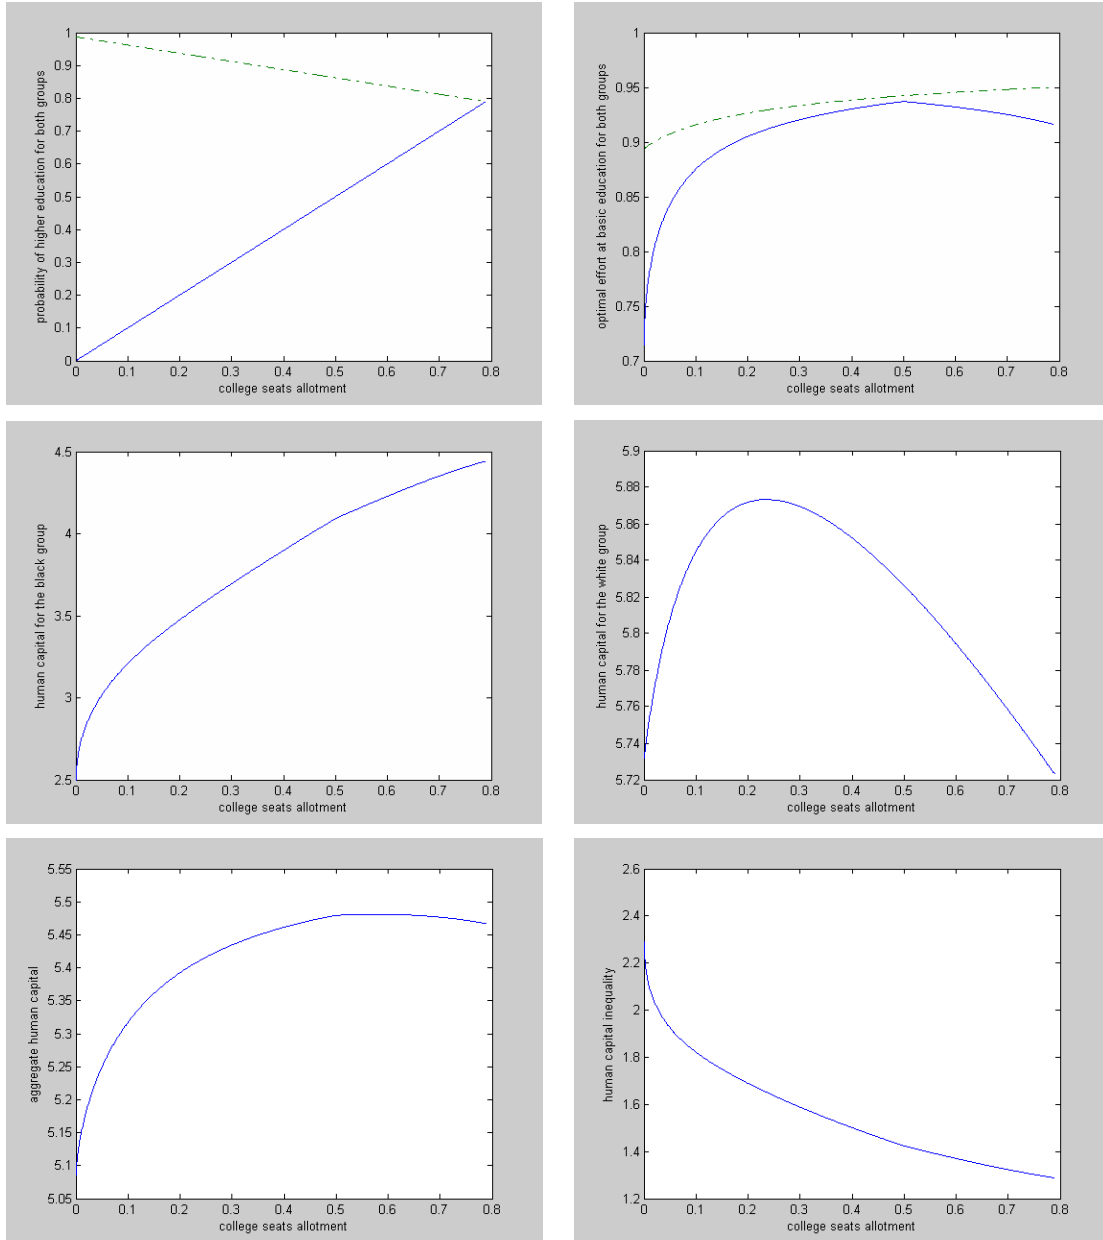 1
0.9
0.8
0.7
0.6
0.5
0.4
0.3
0.2
0.1
0
probability of higher education for both groups
0 0.1 0.2 0.3 0.4 0.5 0.6 0.7 0.8
college seats allotment
1
0.95
0.9
0.85
0.8
0.75
0.7
optimal effort at basic education for both groups
0 0.1 0.2 0.3 0.4 0.5 0.6 0.7 0.8
college seats allotment
4.5
4
3.5
3
2.5
human capital for the black group
0 0.1 0.2 0.3 0.4 0.5 0.6 0.7 0.8
college seats allotment
5.9
5.88
5.86
5.84
5.82
5.8
5.78
5.76
5.74
5.72
human capital for the white group
0 0.1 0.2 0.3 0.4 0.5 0.6 0.7 0.8
college seats allotment
5.55
5.5
5.45
5.4
5.35
5.3
5.25
5.2
5.15
5.1
5.05
aggregate human capital
0 0.1 0.2 0.3 0.4 0.5 0.6 0.7 0.8
college seats allotment
2.6
2.4
2.2
2
1.8
1.6
1.4
1.2
human capital inequality
0 0.1 0.2 0.3 0.4 0.5 0.6 0.7 0.8
college seats allotment